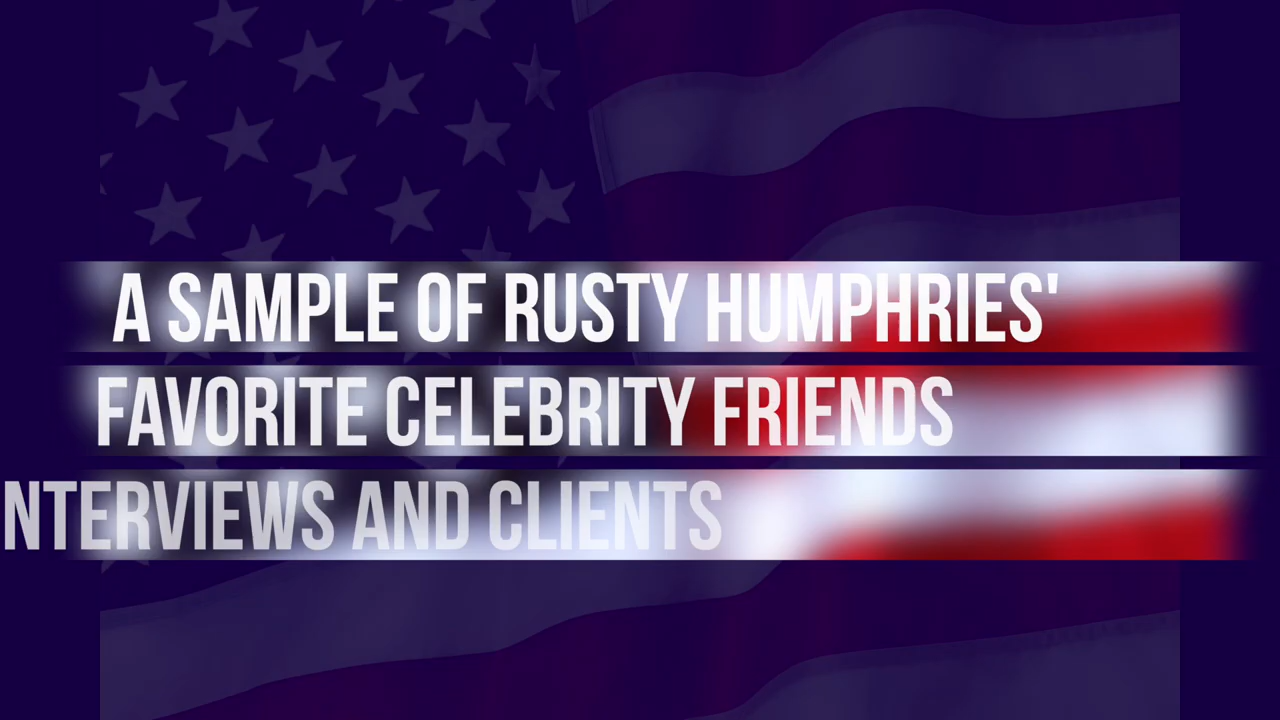 A SAMPLE OF RUSTY HUMPHRIES'
FAVORITE CELEBRITY FRIENDS
NTERVIEWS AND CLIENTS